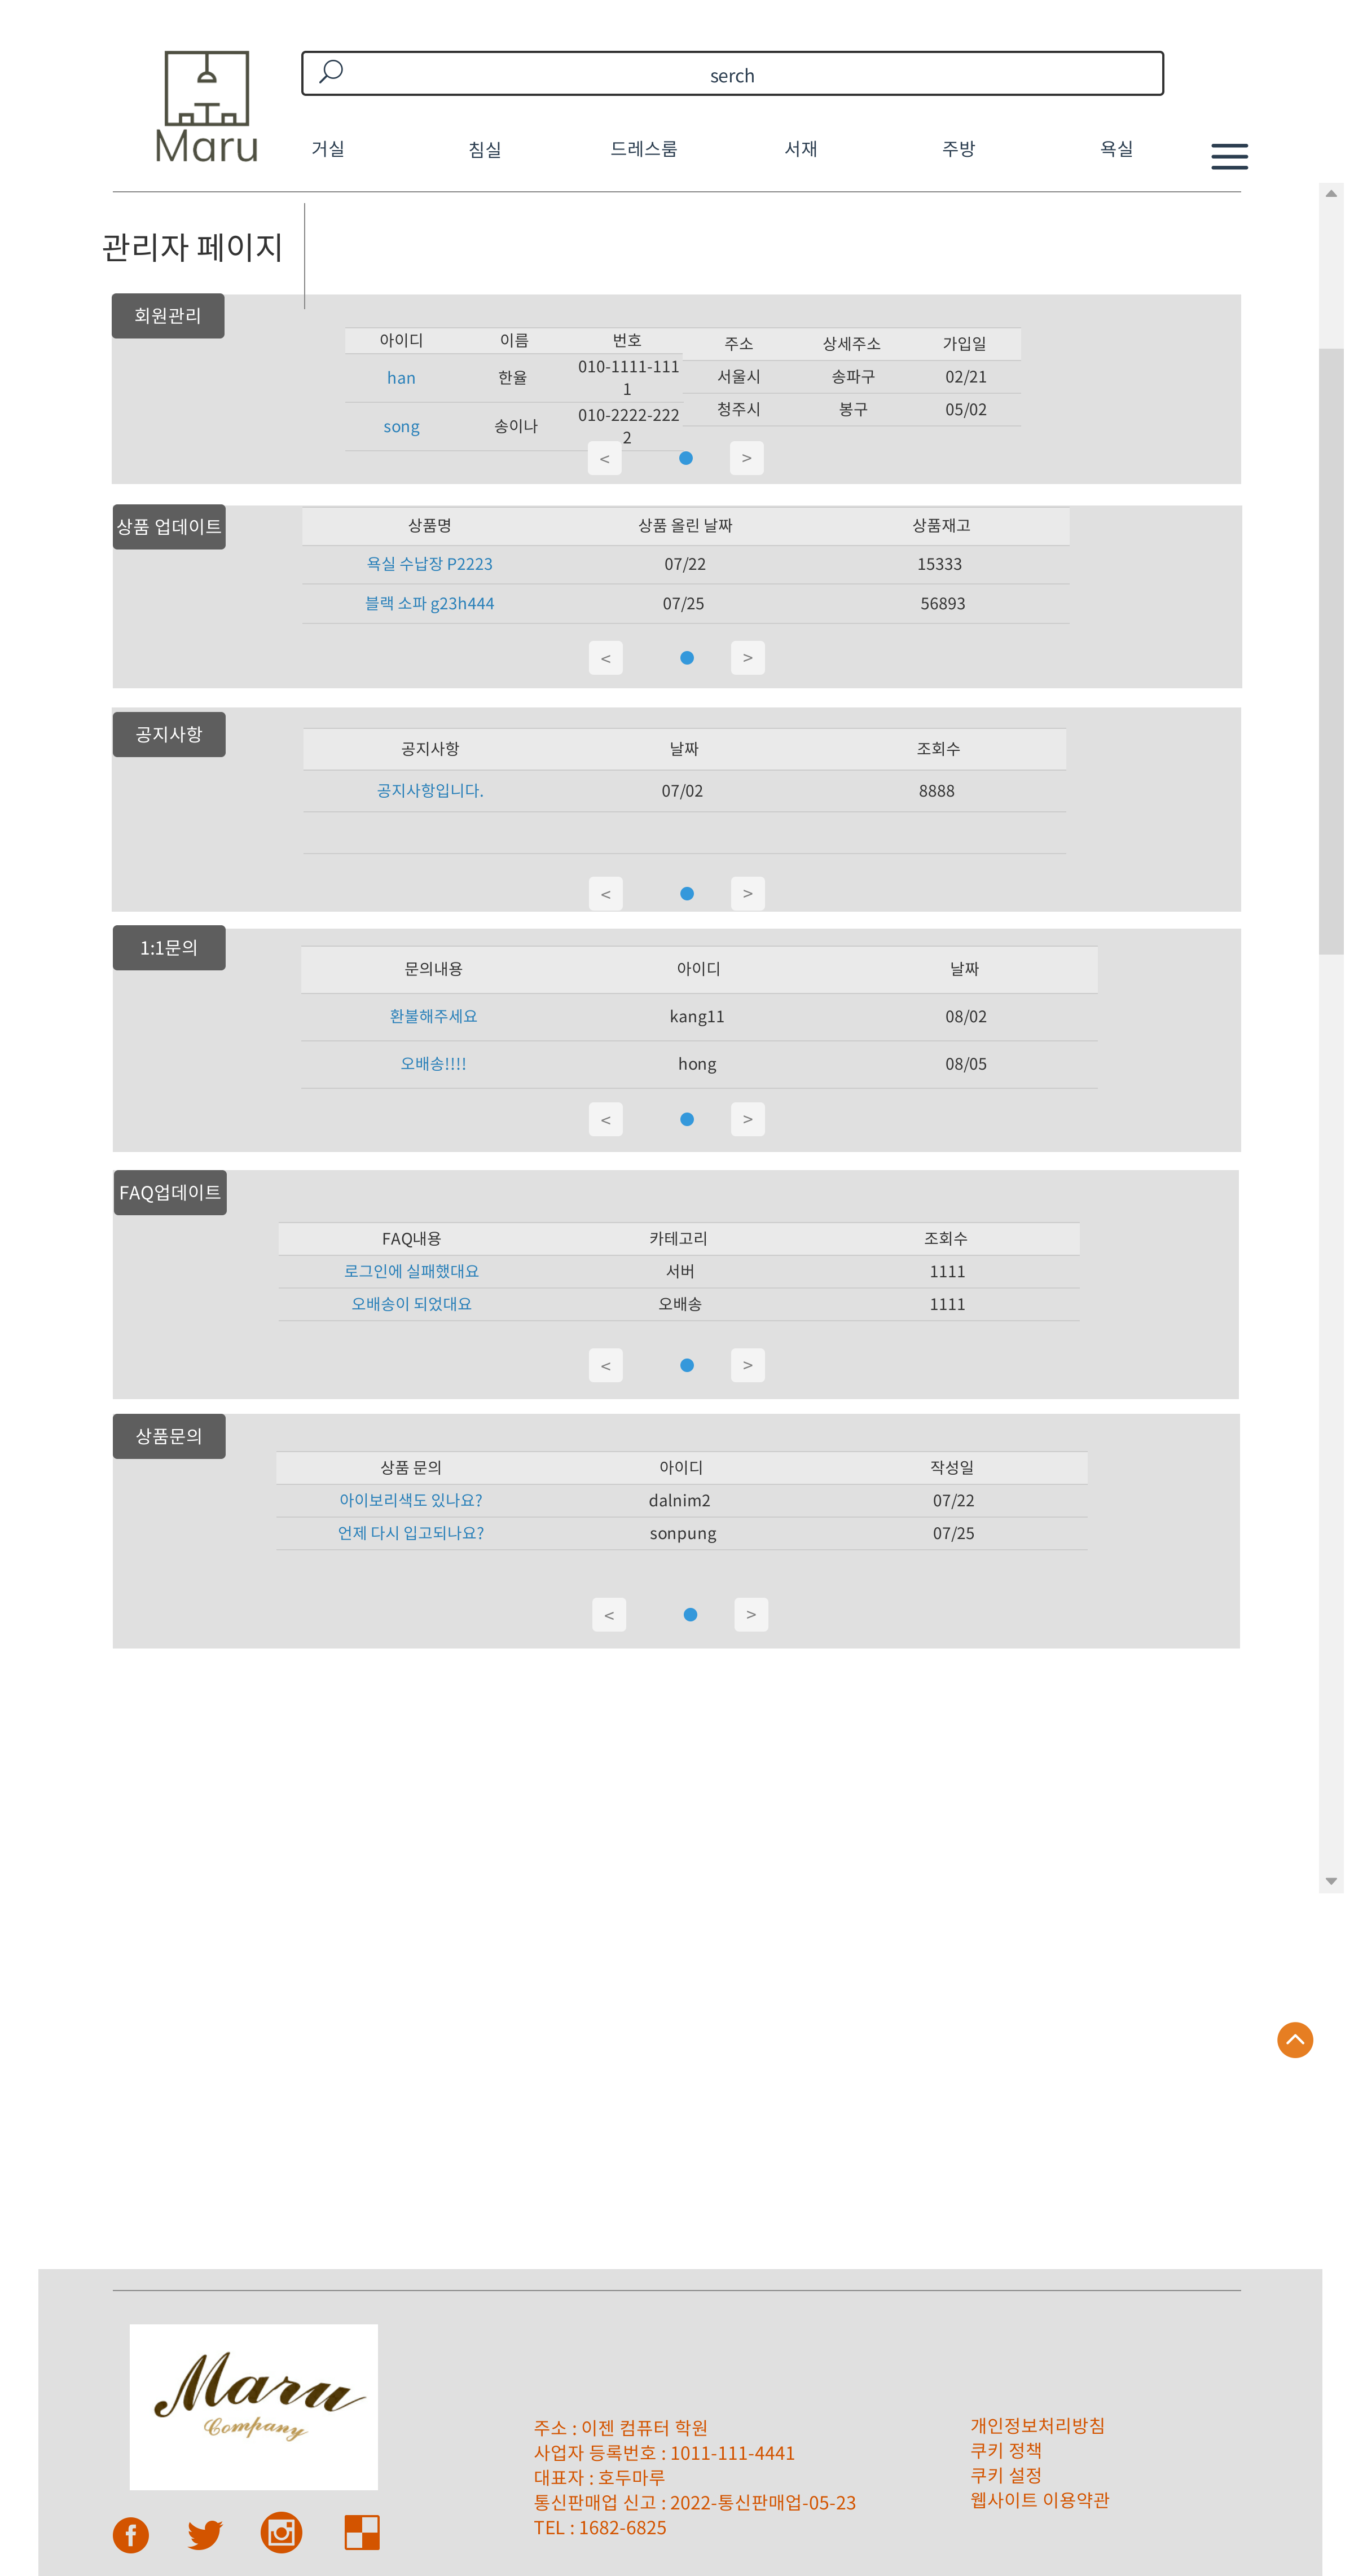 serch
Maru
거실 침실 드레스룸 서재 주방 욕실
관리자 페이지
회원관리
아이디 이름 번호 주소 상세주소 가입일
han 한율 010-1111-111
1
서울시 송파구 02/21
song 송이나 010-2222-222
2
청주시 봉구 05/02
< >
상품 업데이트
상품명 상품 올린 날짜 상품재고
욕실 수납장 P2223 07/22 15333
블랙 소파 g23h444 07/25 56893
< >
공지사항
공지사항 날짜 조회수
공지사항입니다. 07/02 8888
< >
1:1문의
문의내용 아이디 날짜
환불해주세요 kang11 08/02
오배송!!!! hong 08/05
< >
FAQ업데이트
FAQ내용 카테고리 조회수
로그인에 실패했대요 서버 1111
오배송이 되었대요 오배송 1111
< >
상품문의
상품 문의 아이디 작성일
아이보리색도 있나요? dalnim2 07/22
언제 다시 입고되나요? sonpung 07/25
< >
Maru
Company
주소 : 이젠 컴퓨터 학원
사업자 등록번호 : 1011-111-4441
대표자 : 호두마루
통신판매업 신고 : 2022-통신판매업-05-23
TEL : 1682-6825
개인정보처리방침
쿠키 정책
쿠키 설정
웹사이트 이용약관